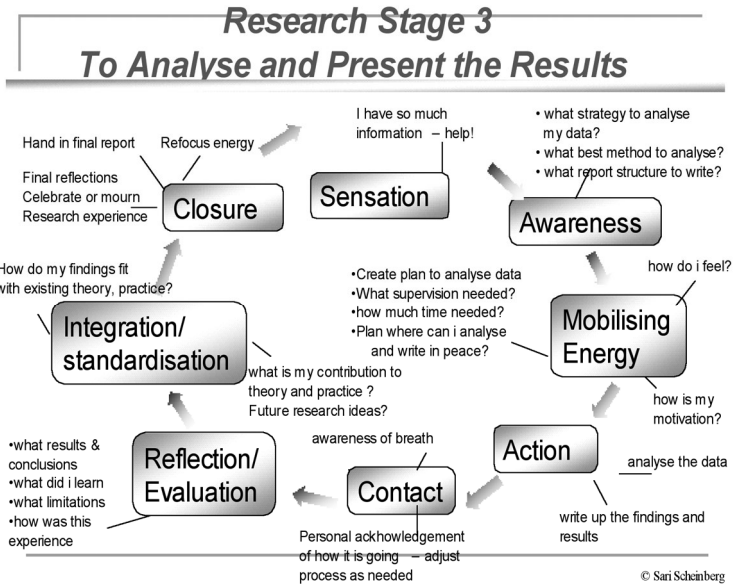 Research Stage 3
To Analyse and Present the Results
I have so much
information – help!
• what strategy to analyse
my data?
• what best method to analyse?
• what report structure to write?
Hand in final report
Refocus energy
Final reflections
Celebrate or mourn
Research experience
Closure
Sensation
Awareness
How do my findings fit
with existing theory, practice?
•Create plan to analyse data
•What supervision needed?
•how much time needed?
•Plan where can i analyse
and write in peace?
how do i feel?
Integration/
standardisation
Mobilising
Energy
what is my contribution to
theory and practice ?
Future research ideas?
how is my
motivation?
•what results &
conclusions
•what did i learn
•what limitations
•how was this
experience
Reflection/
Evaluation
awareness of breath
Contact
Action
analyse the data
write up the findings and
results
Personal ackhowledgement
of how it is going – adjust
process as needed
© Sari Scheinberg